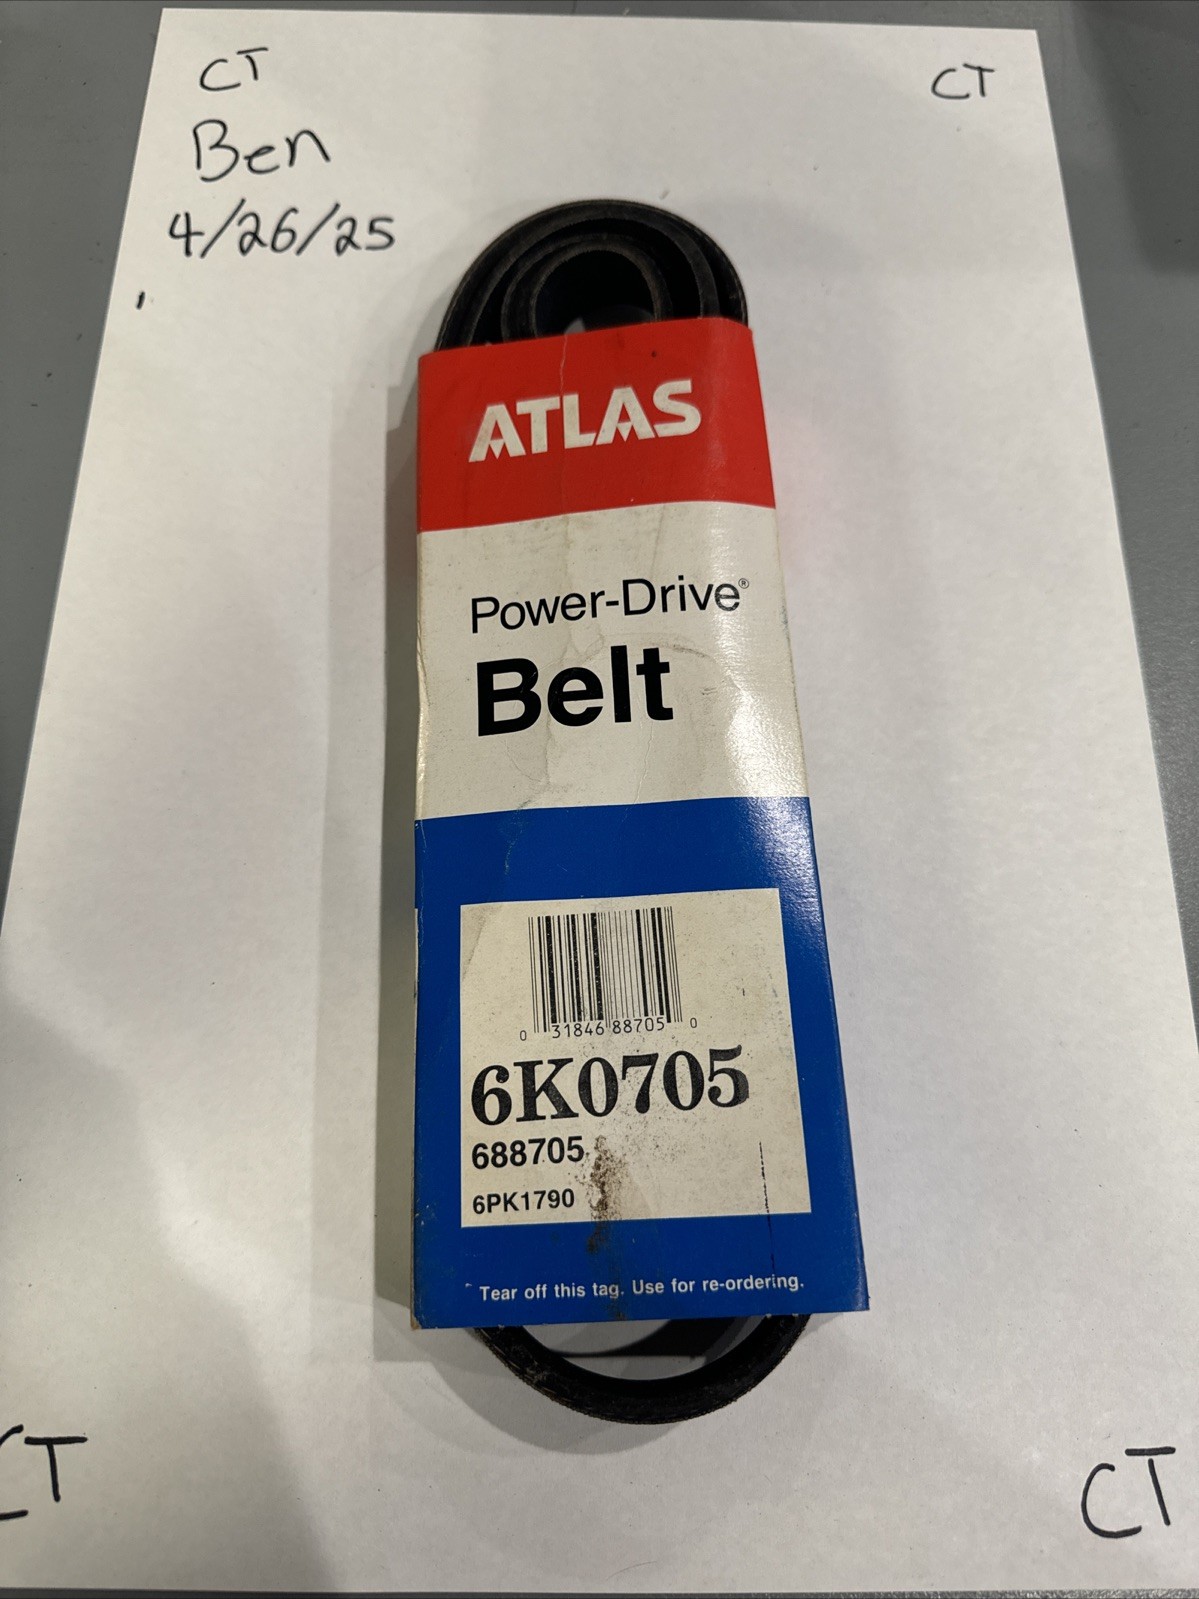 CT
CT
Ben
4/26/25
ATLAS
Power-Drive®
Belt
0 31846 88705 0
6K0705
688705
6PK1790
Tear off this tag. Use for re-ordering.
CT
CT